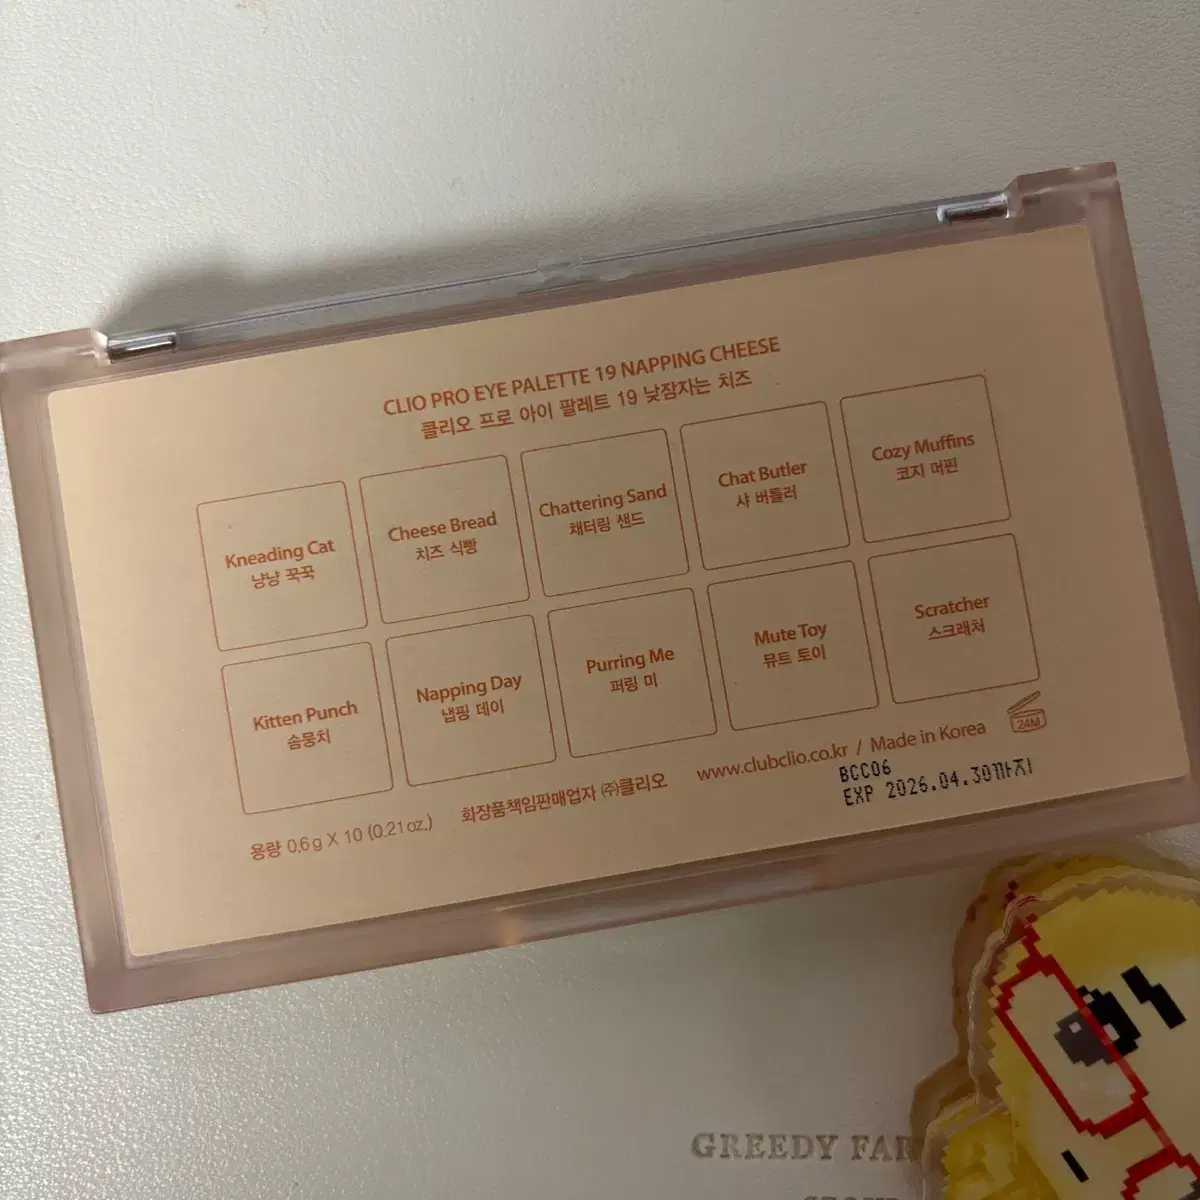 CLIO PRO EYE PALETTE 19 NAPPING CHEESE
클리오 프로 아이 팔레트 19 낮잠자는 치즈
Kneading Cat
냥냥 꾹꾹
Cheese Bread
치즈 식빵
Chattering Sand
채터링 샌드
Chat Butler
샤 버틀러
Cozy Muffins
코지 머핀
Kitten Punch
솜뭉치
Napping Day
냅핑 데이
Purring Me
퍼링 미
Mute Toy
뮤트 토이
Scratcher
스크래쳐
용량 0.6g X 10 (0.21oz.)
화장품책임판매업자 ㈜클리오
www.clubclio.co.kr / Made in Korea
24M
BCC06
EXP 2026.04.30까지
GREEDY